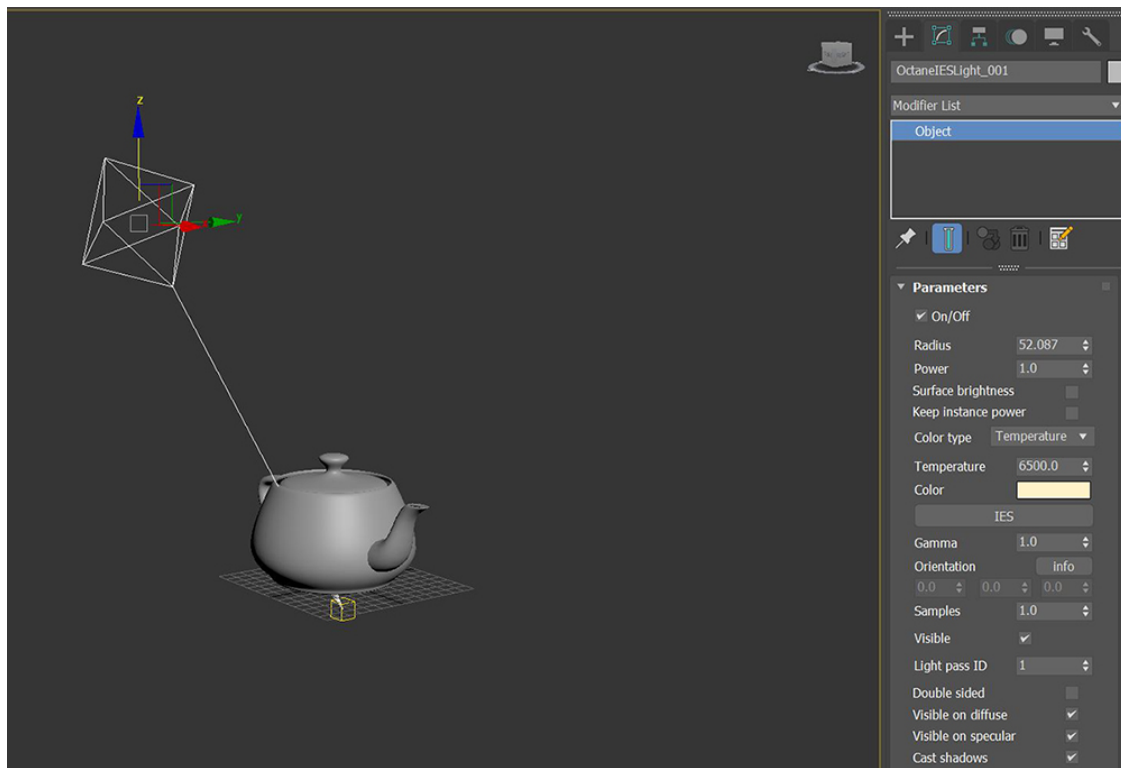 z
y
OctaneIESLight_001
Modifier List
Object
Parameters
On/Off
Radius 52.087
Power 1.0
Surface brightness
Keep instance power
Color type Temperature
Temperature 6500.0
Color
IES
Gamma 1.0
Orientation info
0.0 0.0 0.0
Samples 1.0
Visible
Light pass ID 1
Double sided
Visible on diffuse
Visible on specular
Cast shadows